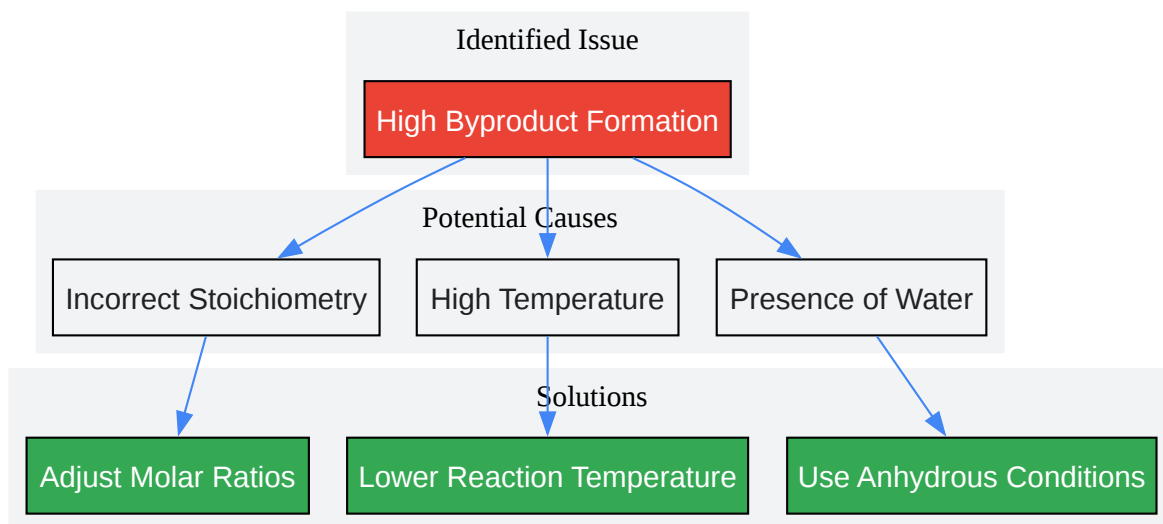 Identified Issue
High Byproduct Formation
Potential Causes
Incorrect Stoichiometry
High Temperature
Presence of Water
Solutions
Adjust Molar Ratios
Lower Reaction Temperature
Use Anhydrous Conditions